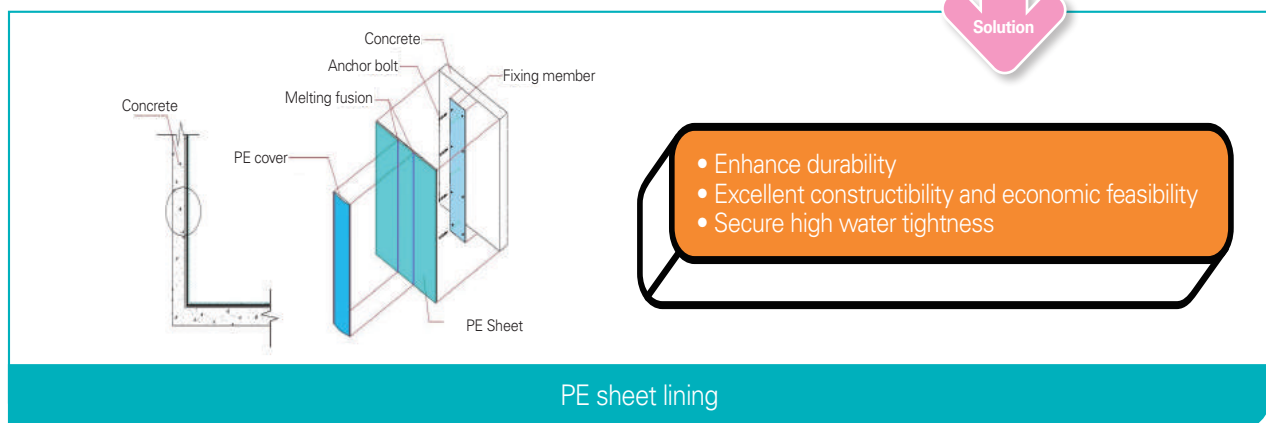 Solution
Concrete
Anchor bolt
Fixing member
Melting fusion
Concrete
PE cover
PE Sheet
• Enhance durability
• Excellent constructibility and economic feasibility
• Secure high water tightness
PE sheet lining